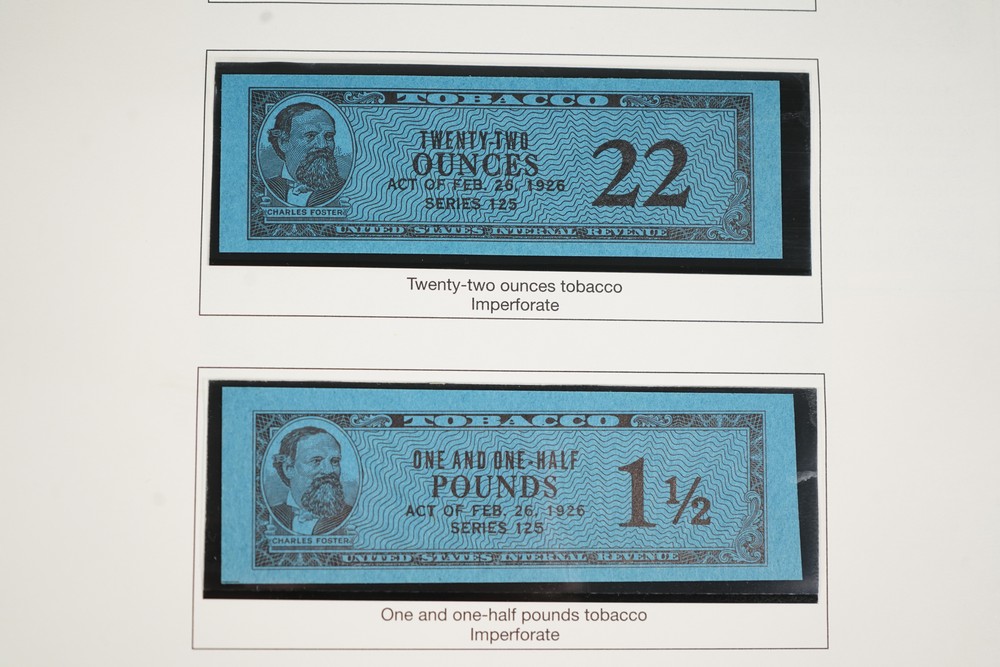 TOBACCO
TWENTY-TWO
OUNCES
22
ACT OF FEB. 26, 1926
SERIES 125
CHARLES FOSTER
UNITED STATES INTERNAL REVENUE
Twenty-two ounces tobacco
Imperforate
TOBACCO
ONE AND ONE-HALF
POUNDS
1 ½
ACT OF FEB. 26, 1926
SERIES 125
CHARLES FOSTER
UNITED STATES INTERNAL REVENUE
One and one-half pounds tobacco
Imperforate